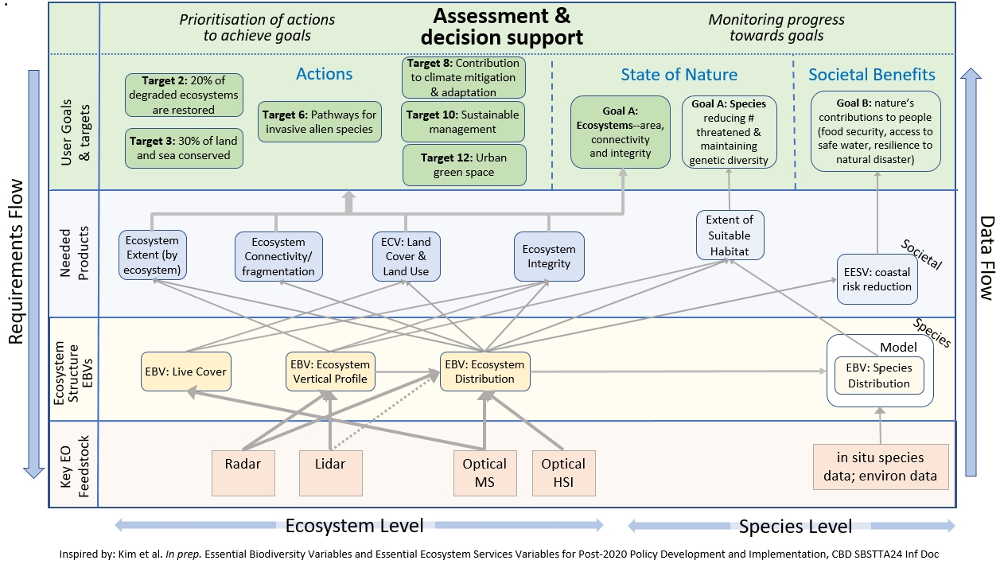 Prioritisation of actions
to achieve goals
Assessment &
decision support
Monitoring progress
towards goals
Requirements Flow
Data Flow
User Goals
& targets
Actions
State of Nature
Societal Benefits
Target 2: 20% of
degraded ecosystems
are restored
Target 3: 30% of land
and sea conserved
Target 6: Pathways for
invasive alien species
Target 8: Contribution
to climate mitigation
& adaptation
Target 10: Sustainable
management
Target 12: Urban
green space
Goal A:
Ecosystems--area,
connectivity
and integrity
Goal A: Species
reducing #
threatened &
maintaining
genetic diversity
Goal B: nature's
contributions to people
(food security, access to
safe water, resilience to
natural disaster)
Needed
Products
Ecosystem
Extent (by
ecosystem)
Ecosystem
Connectivity/
fragmentation
ECV: Land
Cover &
Land Use
Ecosystem
Integrity
Extent of
Suitable
Habitat
Societal
EESV: coastal
risk reduction
Ecosystem
Structure
EBVs
EBV: Live Cover
EBV: Ecosystem
Vertical Profile
EBV: Ecosystem
Distribution
Species
Model
EBV: Species
Distribution
Key EO
Feedstock
Radar
Lidar
Optical
MS
Optical
HSI
in situ species
data; environ data
Ecosystem Level
Species Level
Inspired by: Kim et al. In prep. Essential Biodiversity Variables and Essential Ecosystem Services Variables for Post-2020 Policy Development and Implementation, CBD SBSTTA24 Inf Doc